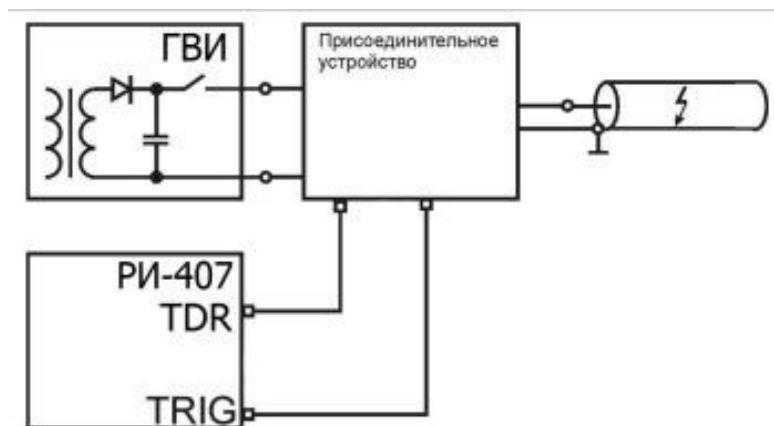 ГВИ
Присоединительное
устройство
РИ-407
TDR
TRIG